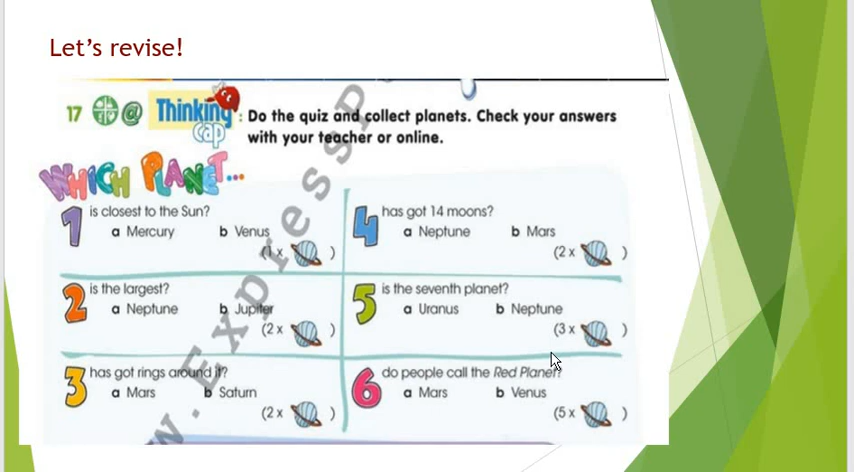 Let's revise!
17 @ Thinking Cap : Do the quiz and collect planets. Check your answers
with your teacher or online.
WHICH PLANET...
1 is closest to the Sun?
a Mercury b Venus
(1 x )
2 is the largest?
a Neptune b Jupiter
(2 x )
3 has got rings around it?
a Mars b Saturn
(2 x )
4 has got 14 moons?
a Neptune b Mars
(2 x )
5 is the seventh planet?
a Uranus b Neptune
(3 x )
6 do people call the Red Planet?
a Mars b Venus
(5 x )
w.ExpressP